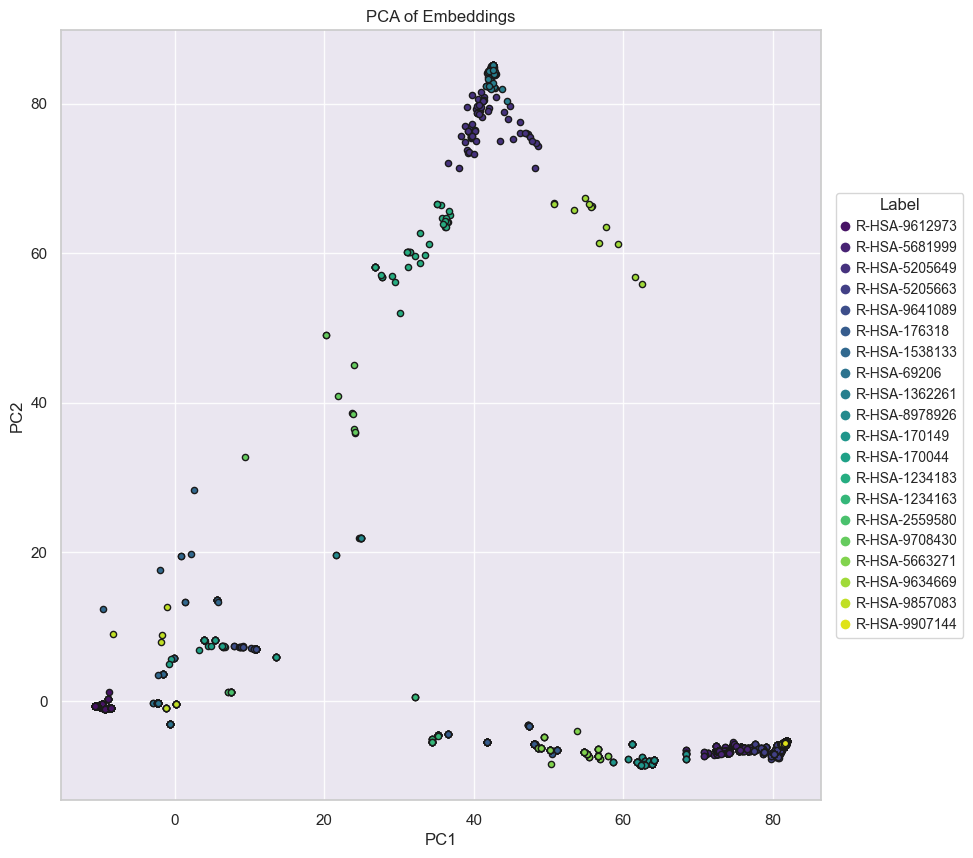 PCA of Embeddings
80
60
40
20
0
PC2
0
20
40
60
80
PC1
Label
R-HSA-9612973
R-HSA-5681999
R-HSA-5205649
R-HSA-5205663
R-HSA-9641089
R-HSA-176318
R-HSA-1538133
R-HSA-69206
R-HSA-1362261
R-HSA-8978926
R-HSA-170149
R-HSA-170044
R-HSA-1234183
R-HSA-1234163
R-HSA-2559580
R-HSA-9708430
R-HSA-5663271
R-HSA-9634669
R-HSA-9857083
R-HSA-9907144